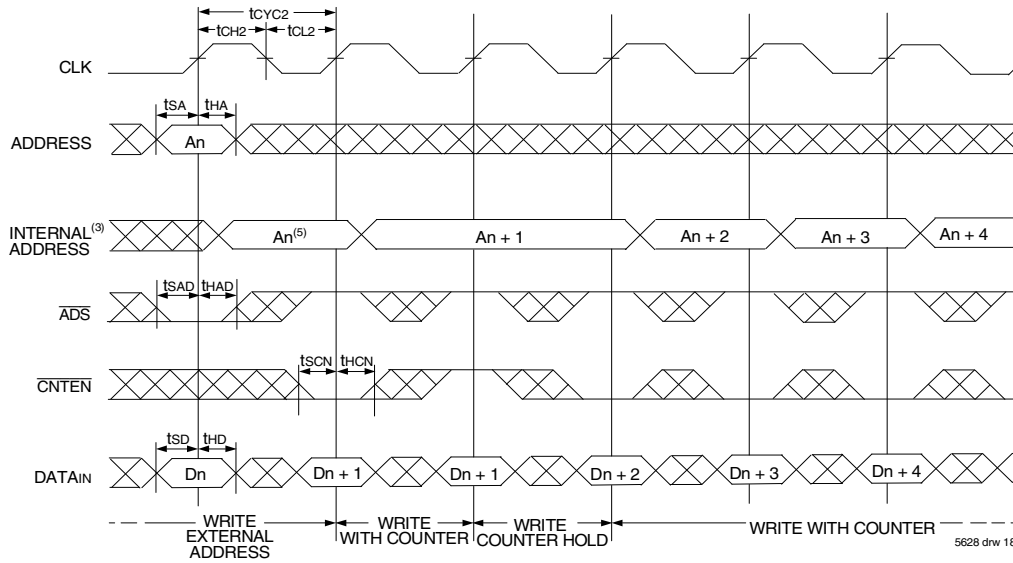 tCYC2
tCH2 tCL2
CLK
tSA tHA
ADDRESS An
INTERNAL(3) ADDRESS An(5) An + 1 An + 2 An + 3 An + 4
tSAD tHAD
ADS
tSCN tHCN
CNTEN
tSD tHD
DATAIN Dn Dn + 1 Dn + 1 Dn + 2 Dn + 3 Dn + 4
WRITE EXTERNAL ADDRESS
WRITE WITH COUNTER
WRITE COUNTER HOLD
WRITE WITH COUNTER
5628 drw 18